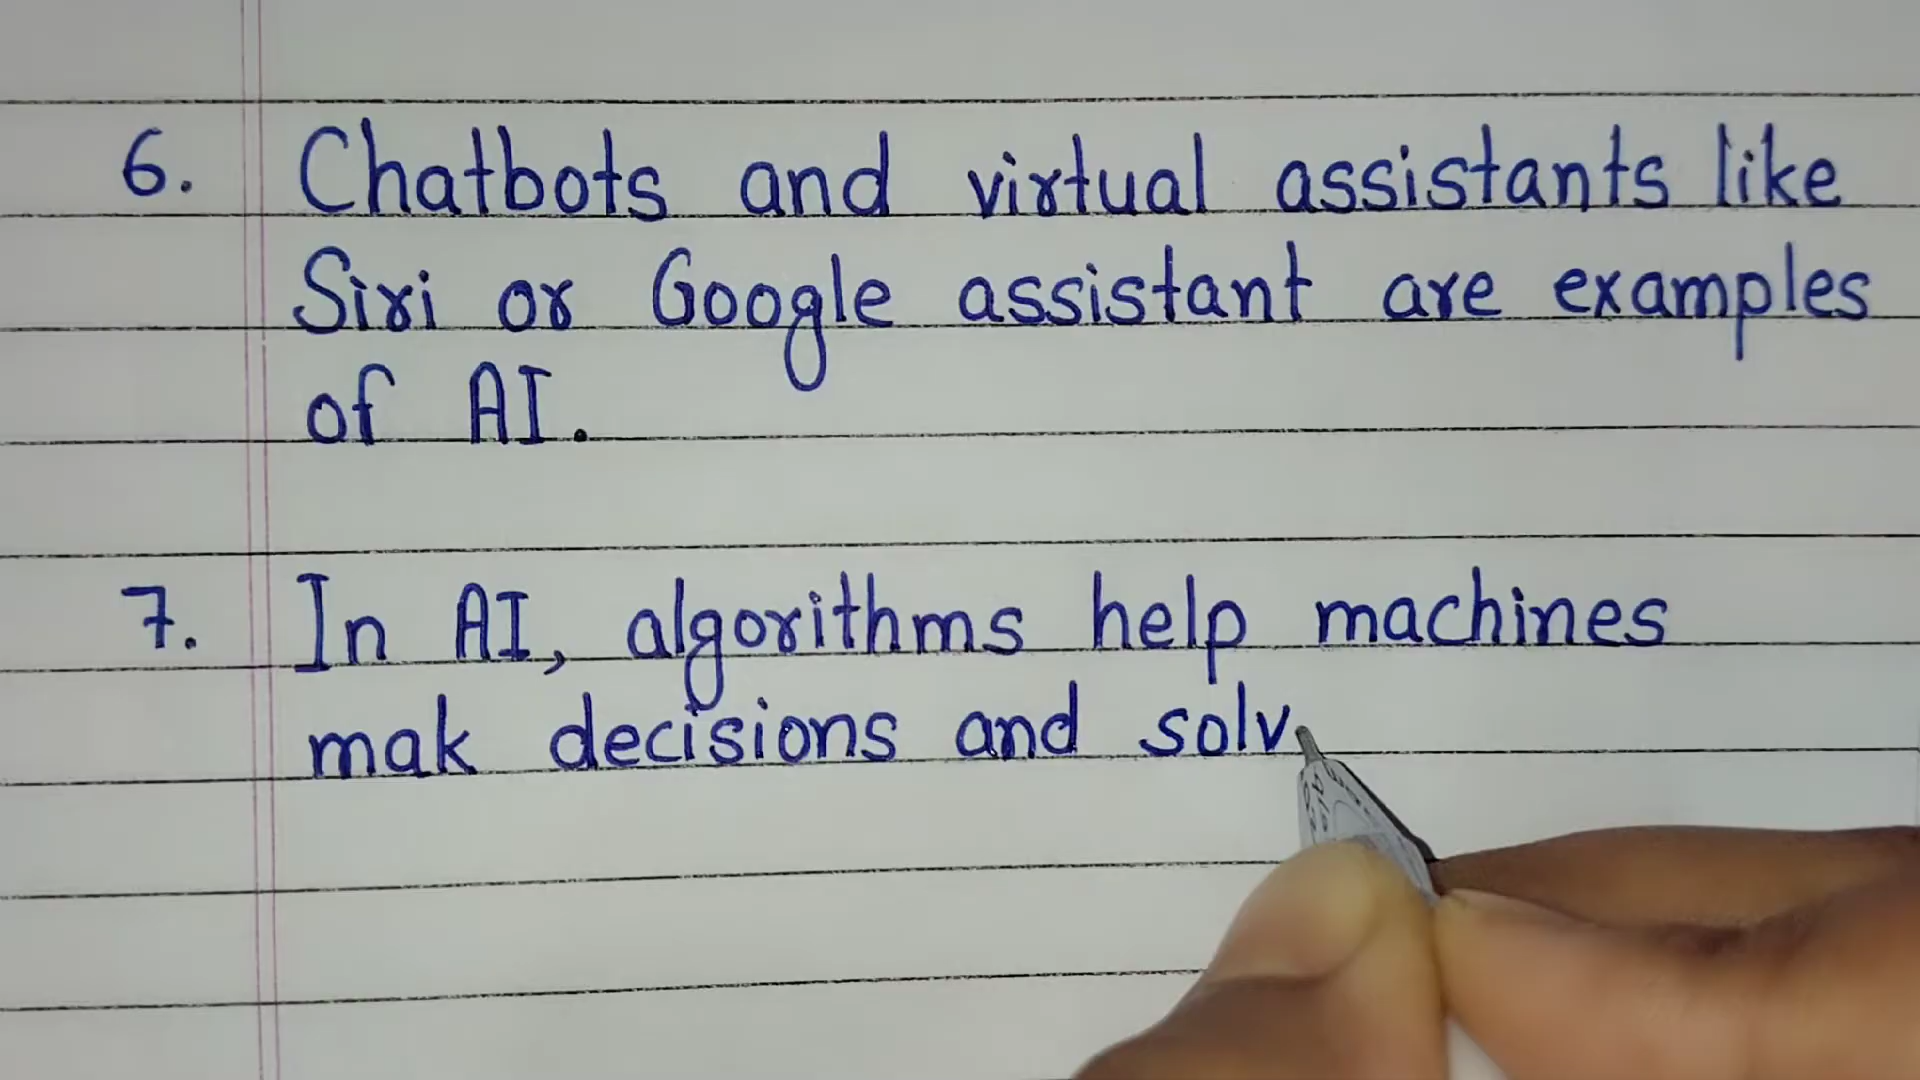 6. Chatbots and virtual assistants like
Siri or Google assistant are examples
of AI.
7. In AI, algorithms help machines
mak decisions and solv